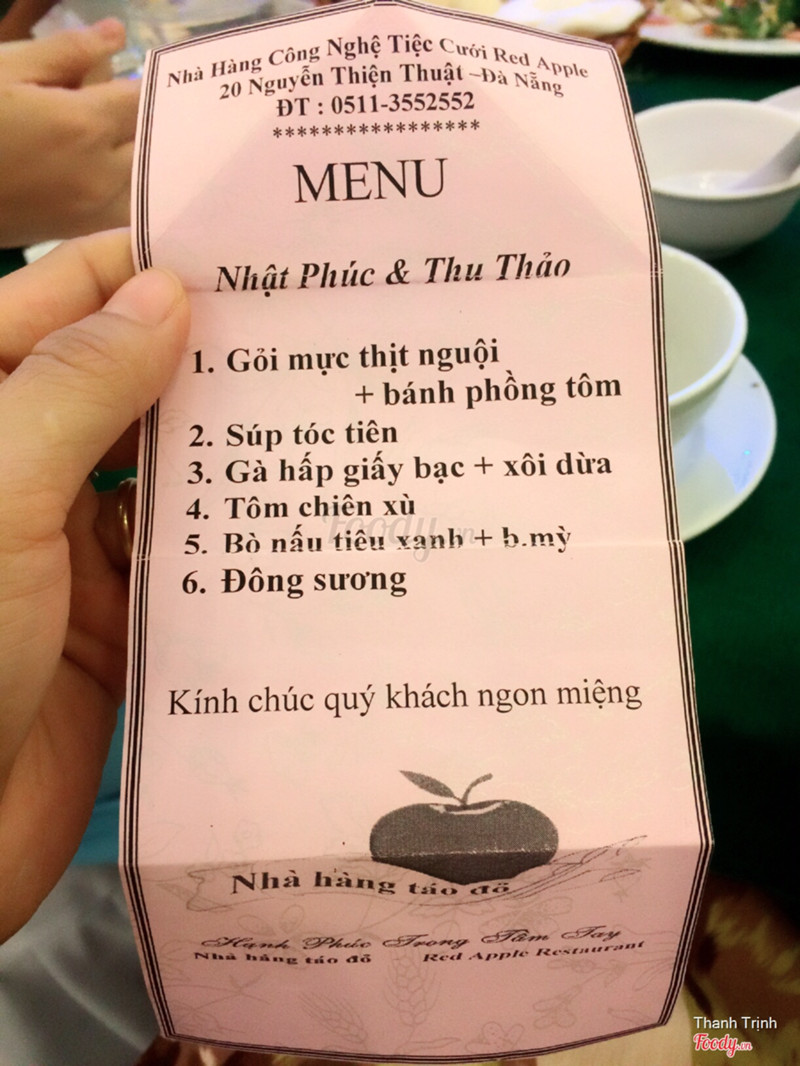 Nhà Hàng Công Nghệ Tiệc Cưới Red Apple
20 Nguyễn Thiện Thuật –Đà Nẵng
ĐT : 0511-3552552
*****************
MENU
Nhật Phúc & Thu Thảo
1. Gỏi mực thịt nguội
+ bánh phồng tôm
2. Súp tóc tiên
3. Gà hấp giấy bạc + xôi dừa
4. Tôm chiên xù
5. Bò nấu tiêu xanh + b.mỳ
6. Đông sương
Kính chúc quý khách ngon miệng
Nhà hàng táo đỏ
Hạnh Phúc Trong Tầm Tay
Nhà hàng táo đỏ Red Apple Restaurant
Foody.vn
Thanh Trịnh
Foody.vn